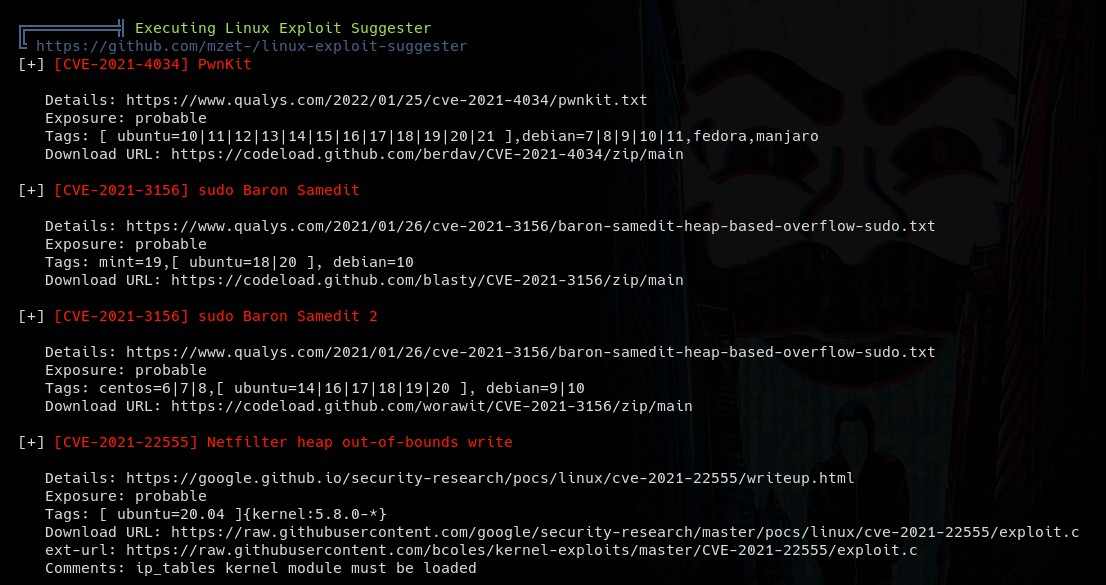 Executing Linux Exploit Suggester
https://github.com/mzet-/linux-exploit-suggester
[+] [CVE-2021-4034] PwnKit
Details: https://www.qualys.com/2022/01/25/cve-2021-4034/pwnkit.txt
Exposure: probable
Tags: [ ubuntu=10|11|12|13|14|15|16|17|18|19|20|21 ],debian=7|8|9|10|11,fedora,manjaro
Download URL: https://codeload.github.com/berdav/CVE-2021-4034/zip/main
[+] [CVE-2021-3156] sudo Baron Samedit
Details: https://www.qualys.com/2021/01/26/cve-2021-3156/baron-samedit-heap-based-overflow-sudo.txt
Exposure: probable
Tags: mint=19,[ ubuntu=18|20 ], debian=10
Download URL: https://codeload.github.com/blasty/CVE-2021-3156/zip/main
[+] [CVE-2021-3156] sudo Baron Samedit 2
Details: https://www.qualys.com/2021/01/26/cve-2021-3156/baron-samedit-heap-based-overflow-sudo.txt
Exposure: probable
Tags: centos=6|7|8,[ ubuntu=14|16|17|18|19|20 ], debian=9|10
Download URL: https://codeload.github.com/worawit/CVE-2021-3156/zip/main
[+] [CVE-2021-22555] Netfilter heap out-of-bounds write
Details: https://google.github.io/security-research/pocs/linux/cve-2021-22555/writeup.html
Exposure: probable
Tags: [ ubuntu=20.04 ]{kernel:5.8.0-*}
Download URL: https://raw.githubusercontent.com/google/security-research/master/pocs/linux/cve-2021-22555/exploit.c
ext-url: https://raw.githubusercontent.com/bcoles/kernel-exploits/master/CVE-2021-22555/exploit.c
Comments: ip_tables kernel module must be loaded